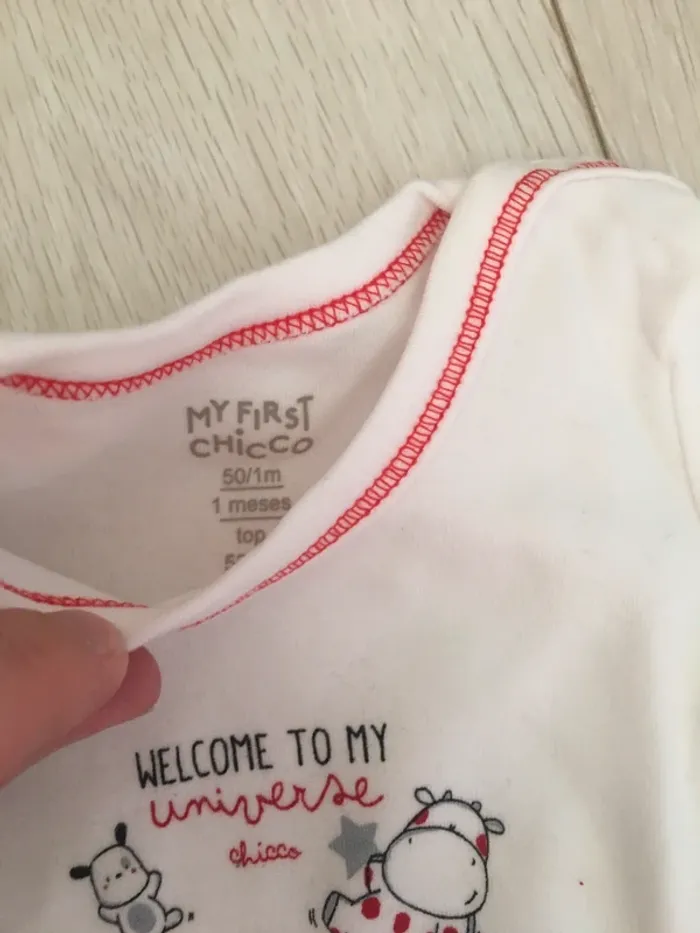 MY FIRST
CHICCO
50/1m
1 meses
top
WELCOME TO MY
universe
chicco